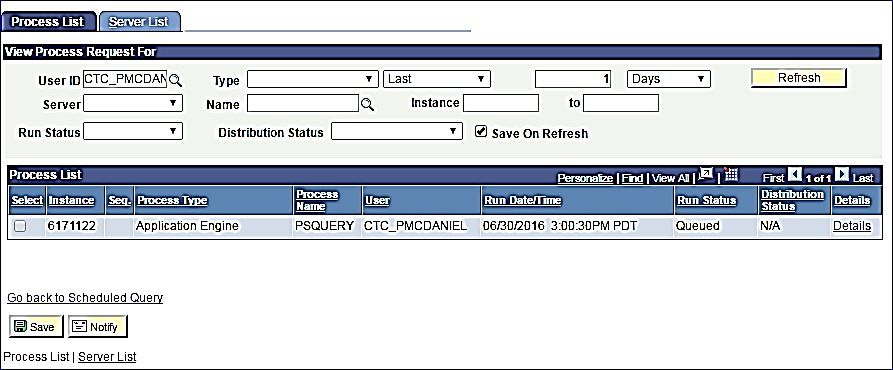 Process List Server List
View Process Request For
User ID CTC_PMCDAN Type Last 1 Days Refresh
Server Name Instance to
Run Status Distribution Status Save On Refresh
Process List Personalize | Find | View All | | First 1 of 1 Last
Select Instance Seq. Process Type Process Name User Run Date/Time Run Status Distribution Status Details
6171122 Application Engine PSQUERY CTC_PMCDANIEL 06/30/2016 3:00:30PM PDT Queued N/A Details
Go back to Scheduled Query
Save Notify
Process List | Server List